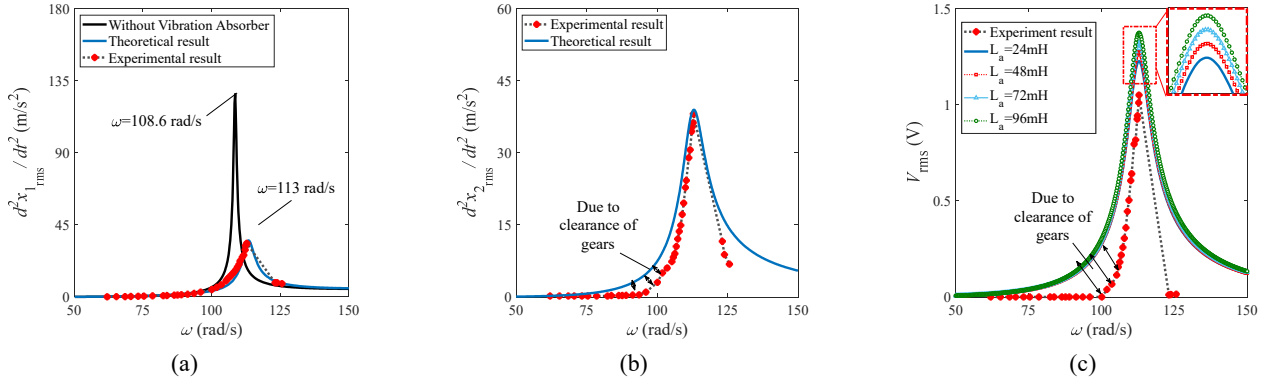 180
135
90
45
0
d²x₁rms / dt² (m/s²)
Without Vibration Absorber
Theoretical result
Experimental result
ω=108.6 rad/s
ω=113 rad/s
50 75 100 125 150
ω (rad/s)
(a)
60
45
30
15
0
d²x₂rms / dt² (m/s²)
Experimental result
Theoretical result
Due to
clearance of
gears
50 75 100 125 150
ω (rad/s)
(b)
1.5
1
0.5
0
Vrms (V)
Experiment result
Lₐ=24mH
Lₐ=48mH
Lₐ=72mH
Lₐ=96mH
Due to
clearance of
gears
50 75 100 125 150
ω (rad/s)
(c)